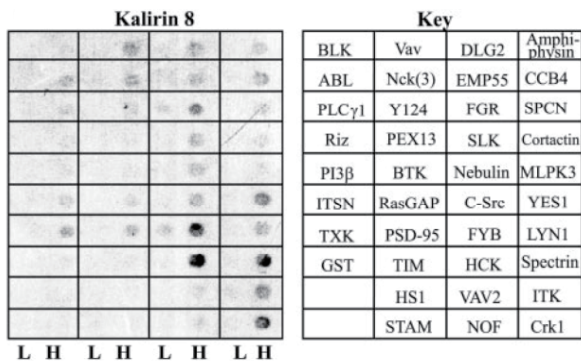 Kalirin 8 Key
BLK Vav DLG2 Amphi-
physin
ABL Nck(3) EMP55 CCB4
PLCγ1 Y124 FGR SPCN
Riz PEX13 SLK Cortactin
PI3β BTK Nebulin MLPK3
ITSN RasGAP C-Src YES1
TXK PSD-95 FYB LYN1
GST TIM HCK Spectrin
HS1 VAV2 ITK
STAM NOF Crk1
L H L H L H L H